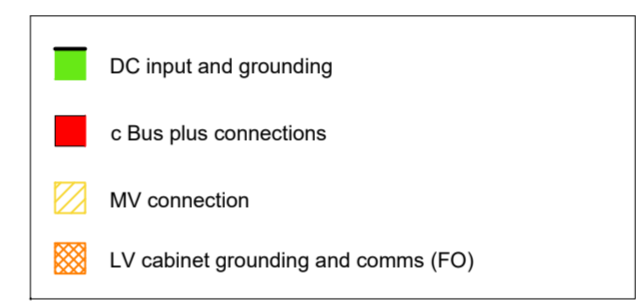 DC input and grounding
c Bus plus connections
MV connection
LV cabinet grounding and comms (FO)